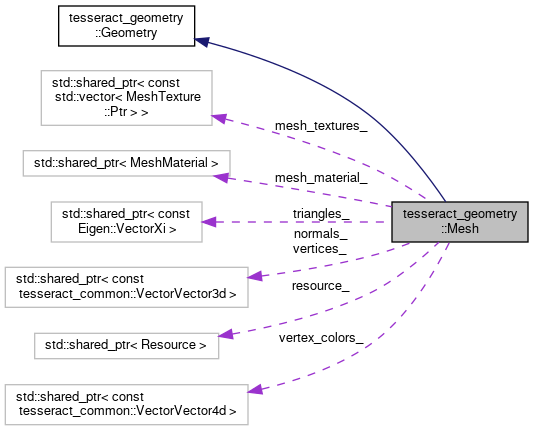 tesseract_geometry
::Geometry
std::shared_ptr< const
std::vector< MeshTexture
::Ptr > >
mesh_textures_
std::shared_ptr< MeshMaterial >
mesh_material_
std::shared_ptr< const
Eigen::VectorXi >
triangles_
tesseract_geometry
::Mesh
normals_
vertices_
std::shared_ptr< const
tesseract_common::VectorVector3d >
resource_
std::shared_ptr< Resource >
vertex_colors_
std::shared_ptr< const
tesseract_common::VectorVector4d >